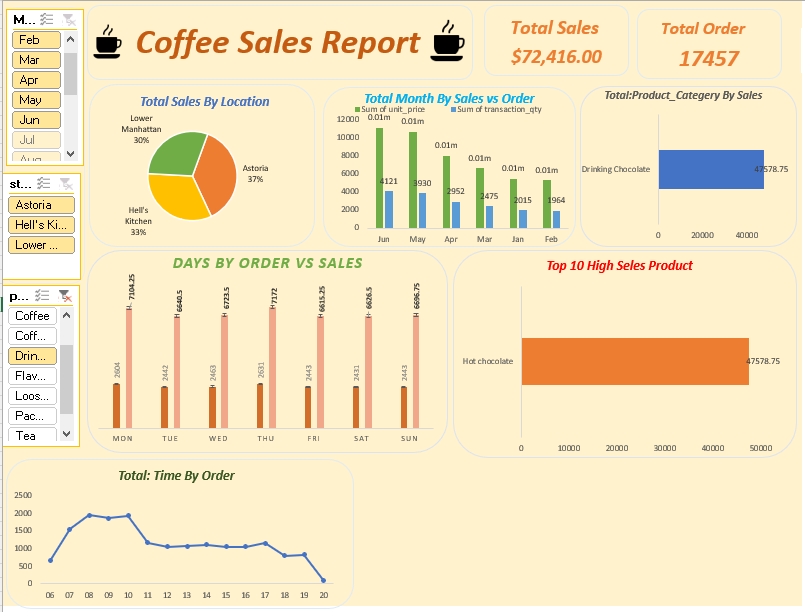 M...
Feb
Mar
Apr
May
Jun
Jul
Aug
st...
Astoria
Hell's Ki...
Lower ...
p...
Coffee
Coff...
Drin...
Flav...
Loos...
Pac...
Tea
Coffee Sales Report
Total Sales
$72,416.00
Total Order
17457
Total Sales By Location
Lower
Manhattan
30%
Astoria
37%
Hell's
Kitchen
33%
Total Month By Sales vs Order
Sum of unit_price Sum of transaction_qty
12000
10000
8000
6000
4000
2000
0
0.01m 0.01m 0.01m 0.01m 0.01m 0.01m
4121 3930 2952 2475 2015 1964
Jun May Apr Mar Jan Feb
Total:Product_Categery By Sales
Drinking Chocolate
47578.75
0 20000 40000
DAYS BY ORDER VS SALES
2604 7104.25 2442 6640.5 2463 6723.5 2631 7172 2443 6615.25 2431 6626.5 2443 6696.75
MON TUE WED THU FRI SAT SUN
Top 10 High Seles Product
Hot chocolate
47578.75
0 10000 20000 30000 40000 50000
Total: Time By Order
2500
2000
1500
1000
500
0
06 07 08 09 10 11 12 13 14 15 16 17 18 19 20